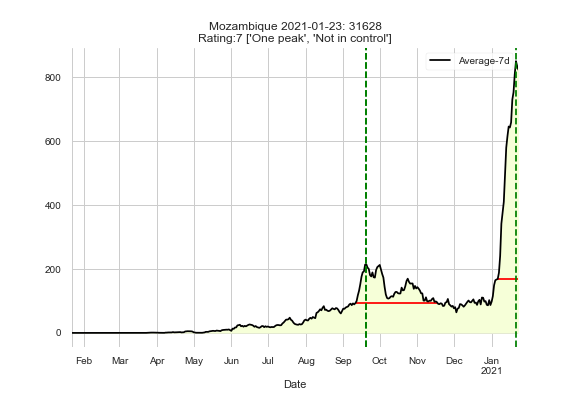 Mozambique 2021-01-23: 31628
Rating:7 ['One peak', 'Not in control']
Average-7d
800
600
400
200
0
Feb Mar Apr May Jun Jul Aug Sep Oct Nov Dec Jan
2021
Date